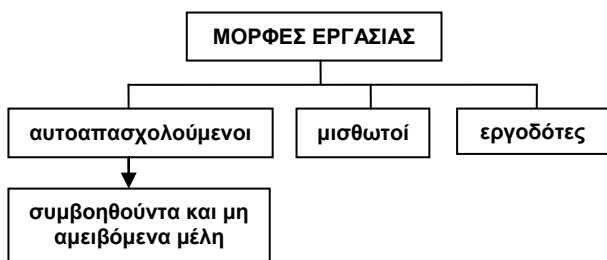 ΜΟΡΦΕΣ ΕΡΓΑΣΙΑΣ
αυτοαπασχολούμενοι
μισθωτοί
εργοδότες
συμβοηθούντα και μη
αμειβόμενα μέλη